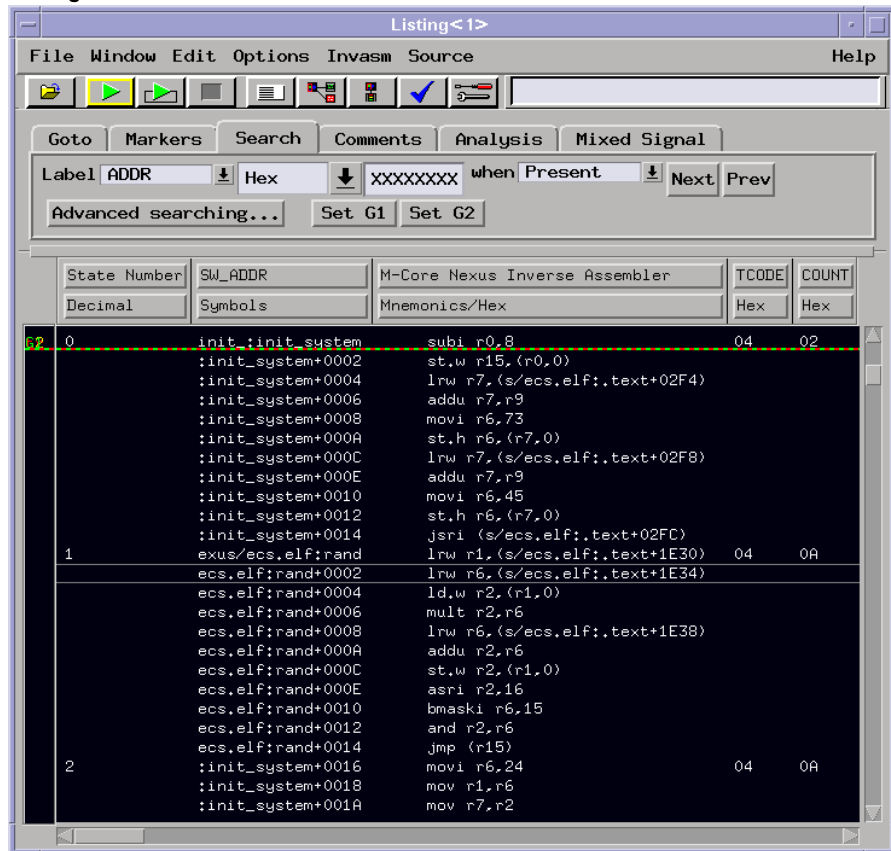 Listing<1>
File Window Edit Options Invasm Source Help
Goto Markers Search Comments Analysis Mixed Signal
Label ADDR Hex XXXXXXXX when Present Next Prev
Advanced searching... Set G1 Set G2
State Number SW_ADDR M-Core Nexus Inverse Assembler TCODE COUNT
Decimal Symbols Mnemonics/Hex Hex Hex
G2 0 init_:init_system subi r0,8 04 02
:init_system+0002 st.w r15,(r0,0)
:init_system+0004 lrw r7,(s/ecs.elf:.text+02F4)
:init_system+0006 addu r7,r9
:init_system+0008 movi r6,73
:init_system+000A st.h r6,(r7,0)
:init_system+000C lrw r7,(s/ecs.elf:.text+02F8)
:init_system+000E addu r7,r9
:init_system+0010 movi r6,45
:init_system+0012 st.h r6,(r7,0)
:init_system+0014 jsri (s/ecs.elf:.text+02FC)
1 exus/ecs.elf:rand lrw r1,(s/ecs.elf:.text+1E30) 04 0A
ecs.elf:rand+0002 lrw r6,(s/ecs.elf:.text+1E34)
ecs.elf:rand+0004 ld.w r2,(r1,0)
ecs.elf:rand+0006 mult r2,r6
ecs.elf:rand+0008 lrw r6,(s/ecs.elf:.text+1E38)
ecs.elf:rand+000A addu r2,r6
ecs.elf:rand+000C st.w r2,(r1,0)
ecs.elf:rand+000E asri r2,16
ecs.elf:rand+0010 bmaski r6,15
ecs.elf:rand+0012 and r2,r6
ecs.elf:rand+0014 jmp (r15)
2 :init_system+0016 movi r6,24 04 0A
:init_system+0018 mov r1,r6
:init_system+001A mov r7,r2